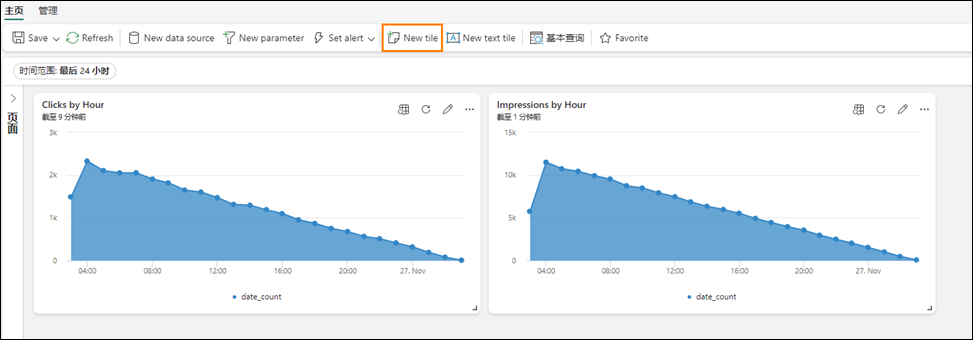 主页 管理
Save Refresh New data source New parameter Set alert New tile New text tile 基本查询 Favorite
时间范围: 最后 24 小时
页面
Clicks by Hour
截至 9 分钟前
3k
2k
1k
0
04:00 08:00 12:00 16:00 20:00 27. Nov
date_count
Impressions by Hour
截至 1 分钟前
15k
10k
5k
0
04:00 08:00 12:00 16:00 20:00 27. Nov
date_count